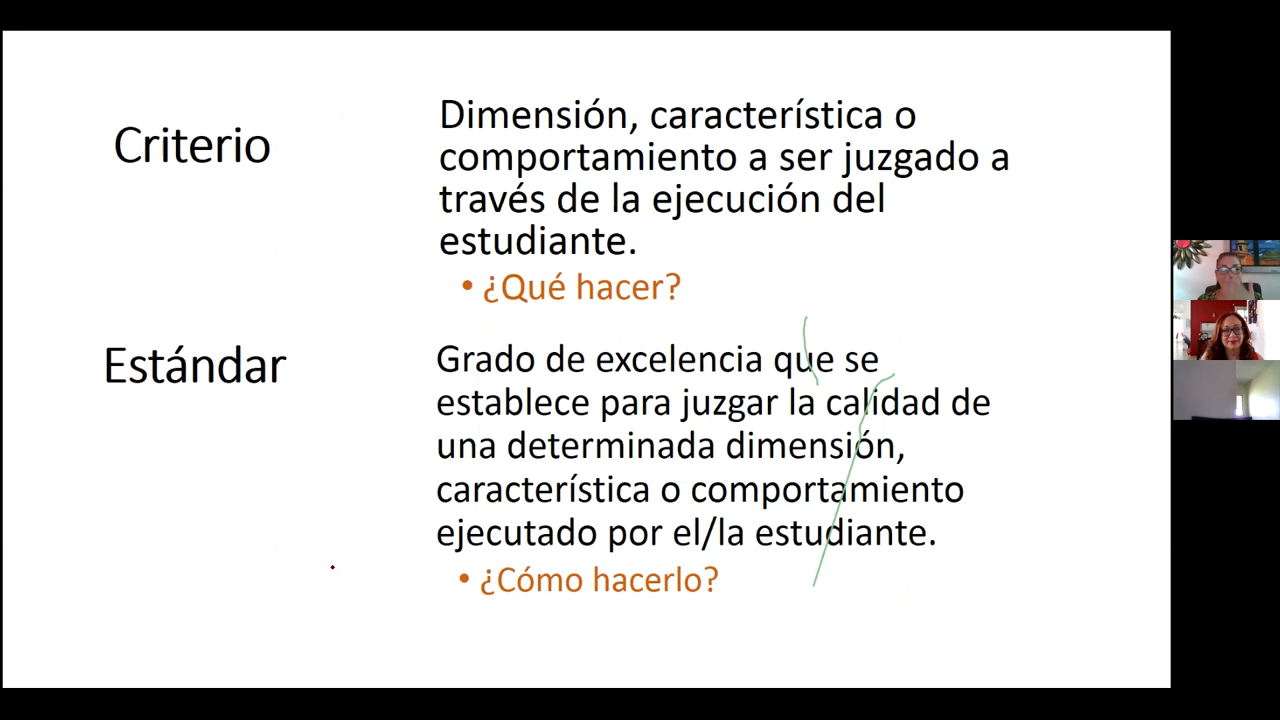 Criterio
Dimensión, característica o
comportamiento a ser juzgado a
través de la ejecución del
estudiante.
• ¿Qué hacer?
Estándar
Grado de excelencia que se
establece para juzgar la calidad de
una determinada dimensión,
característica o comportamiento
ejecutado por el/la estudiante.
• ¿Cómo hacerlo?